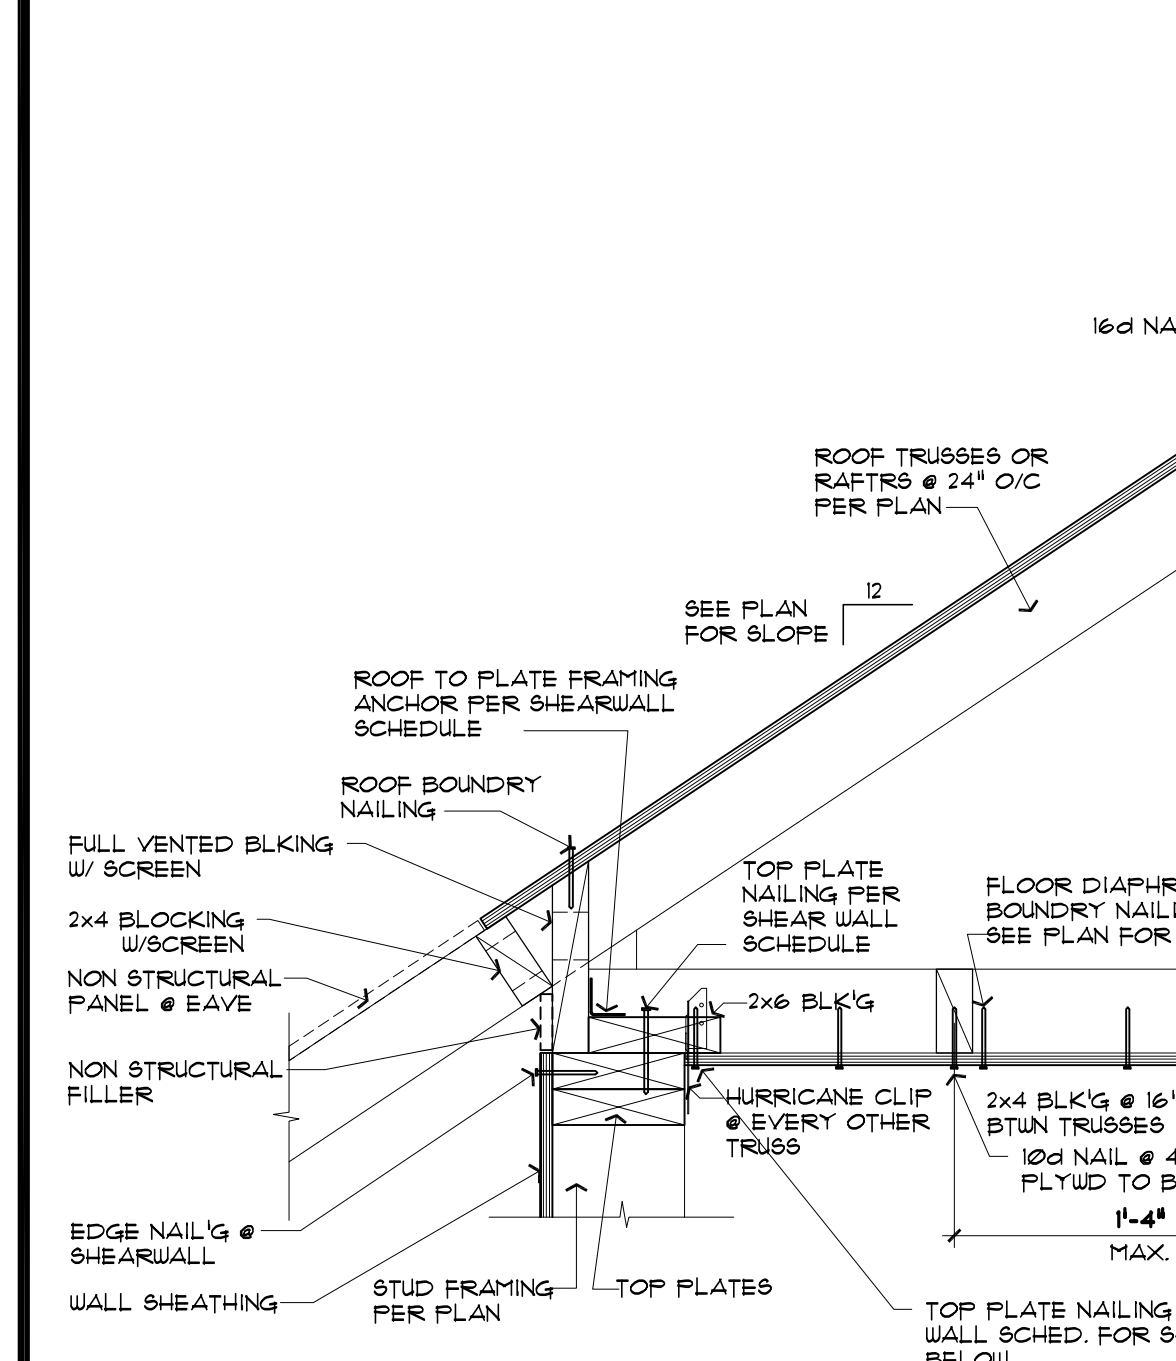 16d NA
ROOF TRUSSES OR
RAFTRS @ 24" O/C
PER PLAN
12
SEE PLAN
FOR SLOPE
ROOF TO PLATE FRAMING
ANCHOR PER SHEARWALL
SCHEDULE
ROOF BOUNDRY
NAILING
FULL VENTED BLKING
W/ SCREEN
2x4 BLOCKING
W/SCREEN
NON STRUCTURAL
PANEL @ EAVE
NON STRUCTURAL
FILLER
TOP PLATE
NAILING PER
SHEAR WALL
SCHEDULE
FLOOR DIAPHR
BOUNDRY NAILI
SEE PLAN FOR
2x6 BLK'G
HURRICANE CLIP
@ EVERY OTHER
TRUSS
2x4 BLK'G @ 16"
BTWN TRUSSES
10d NAIL @ 4
PLYWD TO B
1'-4"
MAX.
EDGE NAIL'G @
SHEARWALL
WALL SHEATHING
STUD FRAMING
PER PLAN
TOP PLATES
TOP PLATE NAILING
WALL SCHED. FOR S
BELOW